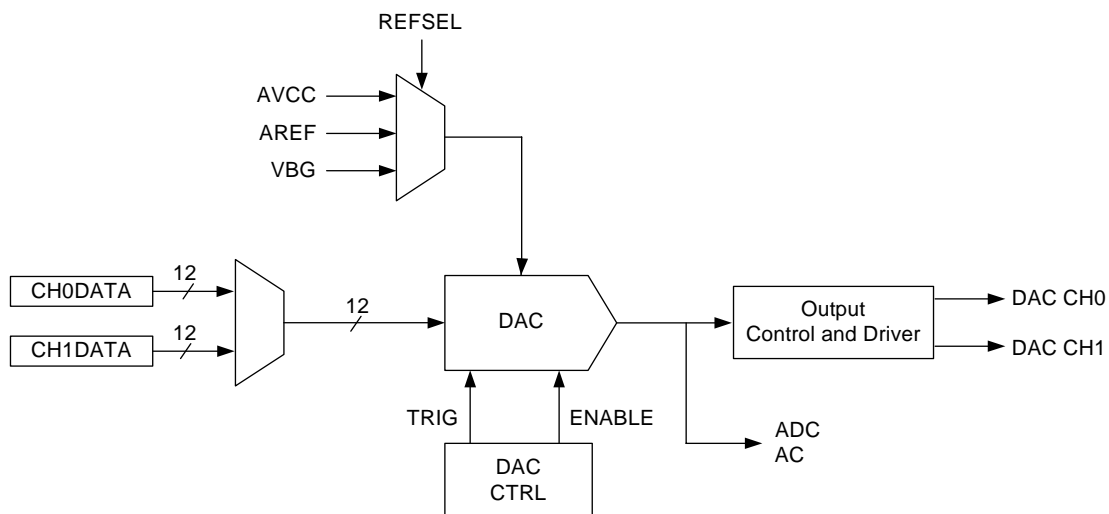 REFSEL
AVCC
AREF
VBG
CH0DATA
12
CH1DATA
12
12
DAC
Output
Control and Driver
DAC CH0
DAC CH1
TRIG
ENABLE
DAC
CTRL
ADC
AC